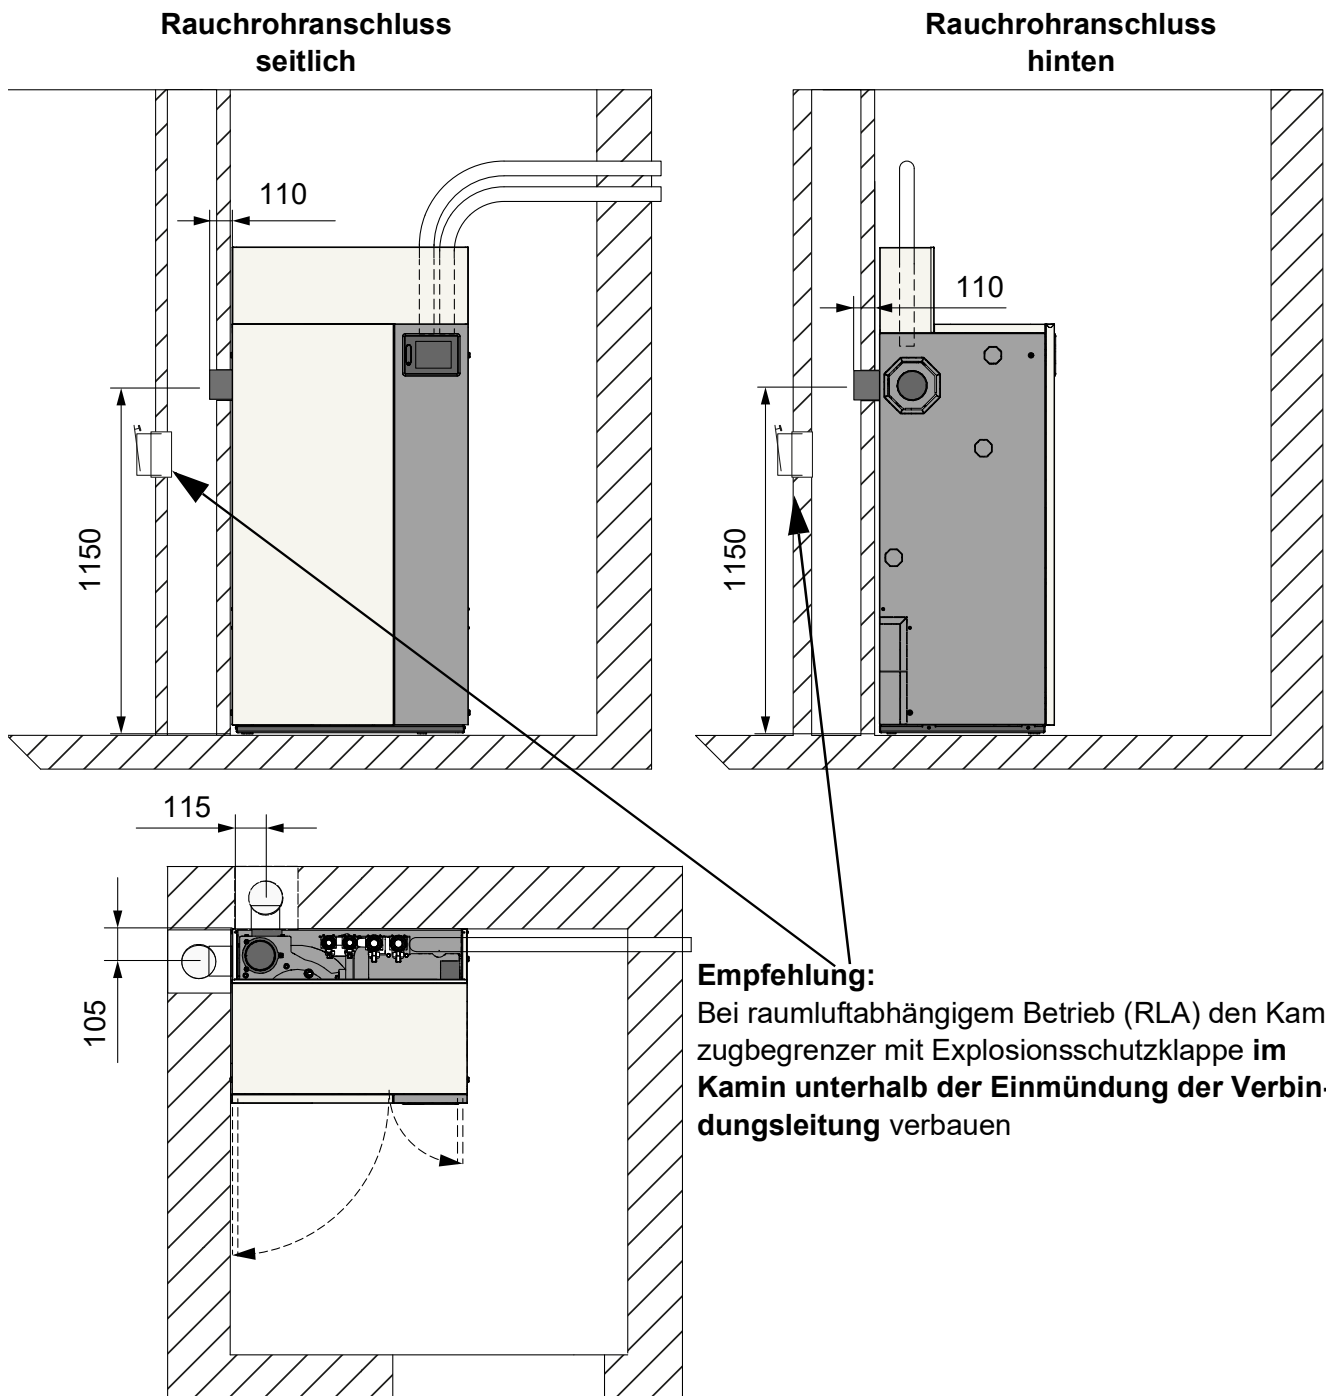 Rauchrohranschluss
seitlich
Rauchrohranschluss
hinten
110
110
1150
1150
115
105
Empfehlung:
Bei raumluftabhängigem Betrieb (RLA) den Kam
zugbegrenzer mit Explosionsschutzklappe im
Kamin unterhalb der Einmündung der Verbin-
dungsleitung verbauen